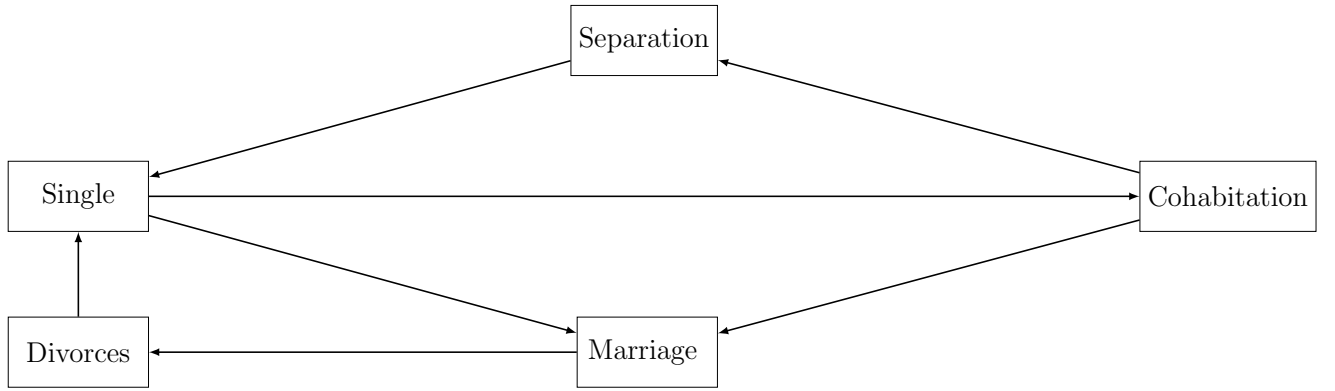 Separation
Single
Cohabitation
Divorces
Marriage